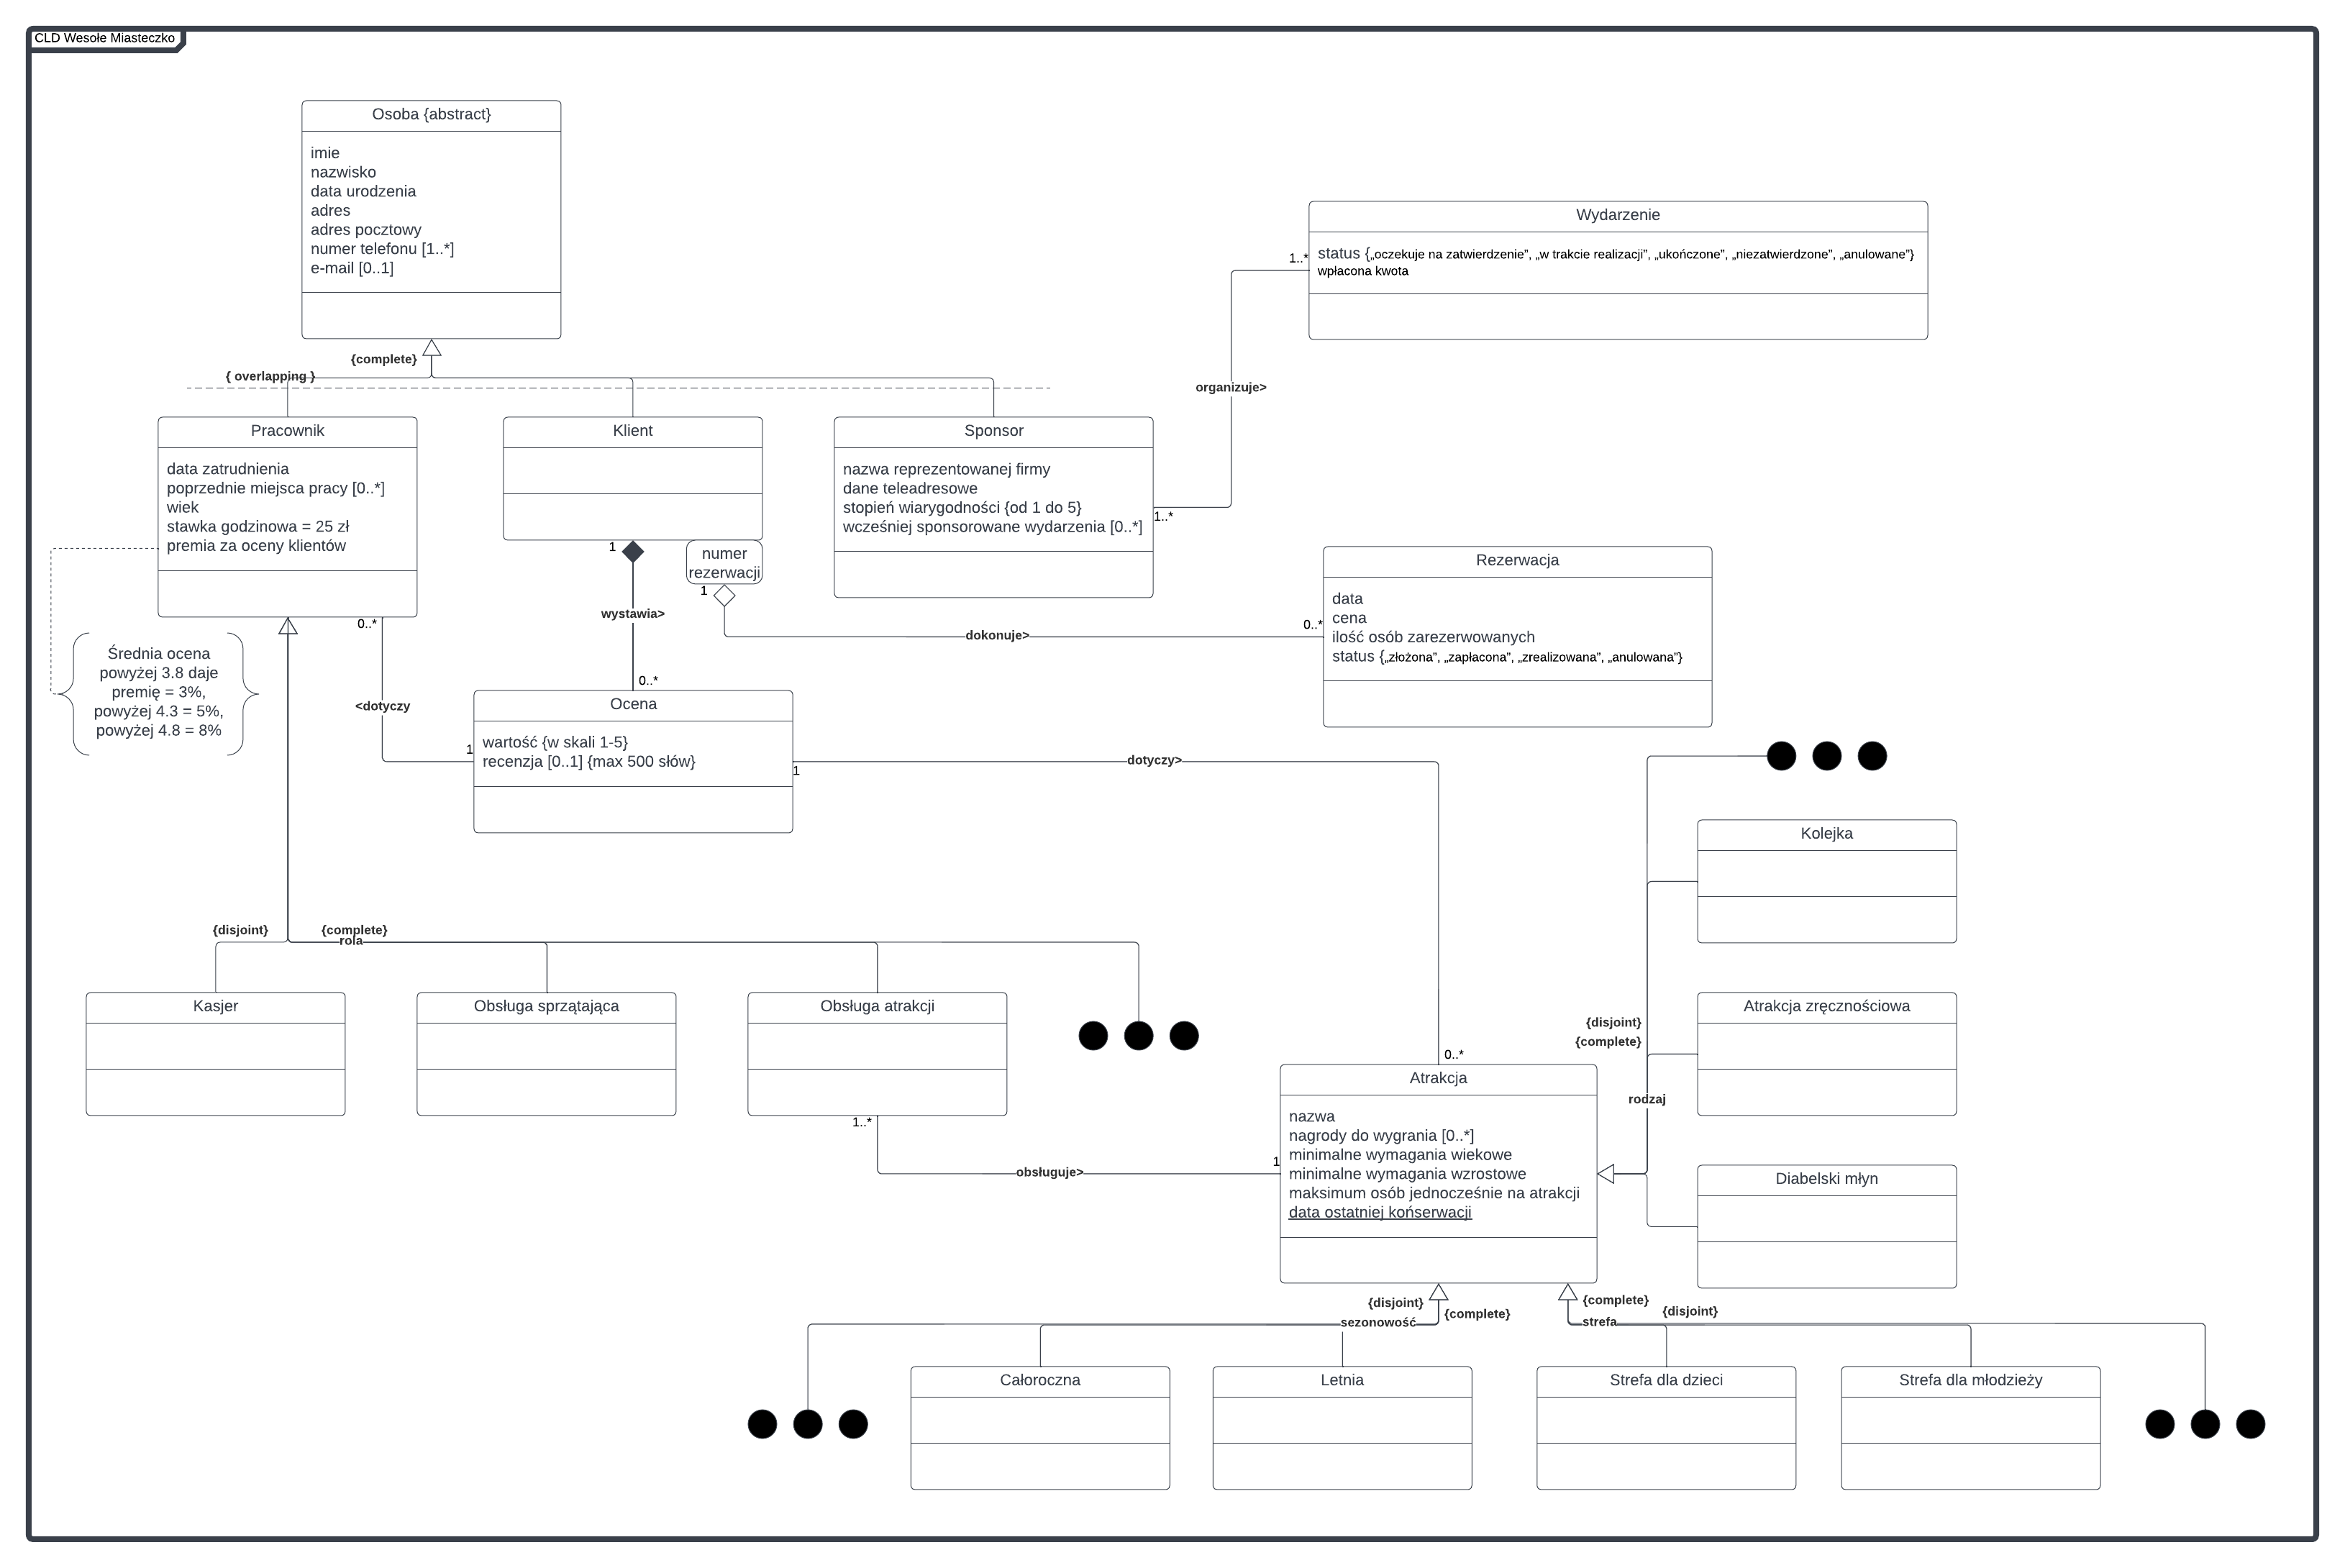 CLD Wesołe Miasteczko
Osoba {abstract}
imie
nazwisko
data urodzenia
adres
adres pocztowy
numer telefonu [1..*]
e-mail [0..1]
Wydarzenie
status {„oczekuje na zatwierdzenie”, „w trakcie realizacji”, „ukończone”, „niezatwierdzone”, „anulowane”}
wpłacona kwota
1..*
organizuje>
1..*
{complete}
{ overlapping }
Pracownik
data zatrudnienia
poprzednie miejsca pracy [0..*]
wiek
stawka godzinowa = 25 zł
premia za oceny klientów
Klient
Sponsor
nazwa reprezentowanej firmy
dane teleadresowe
stopień wiarygodności {od 1 do 5}
wcześniej sponsorowane wydarzenia [0..*]
1
numer
rezerwacji
1
wystawia>
dokonuje>
0..*
Rezerwacja
data
cena
ilość osób zarezerwowanych
status {„złożona”, „zapłacona”, „zrealizowana”, „anulowana”}
Średnia ocena
powyżej 3.8 daje
premię = 3%,
powyżej 4.3 = 5%,
powyżej 4.8 = 8%
0..*
<dotyczy
1
0..*
Ocena
wartość {w skali 1-5}
recenzja [0..1] {max 500 słów}
1
dotyczy>
0..*
{disjoint}
{complete}
rola
Kasjer
Obsługa sprzątająca
Obsługa atrakcji
1..*
obsługuje>
1
Atrakcja
nazwa
nagrody do wygrania [0..*]
minimalne wymagania wiekowe
minimalne wymagania wzrostowe
maksimum osób jednocześnie na atrakcji
data ostatniej końserwacji
{disjoint}
{complete}
rodzaj
Kolejka
Atrakcja zręcznościowa
Diabelski młyn
{disjoint}
{complete}
sezonowość
{complete}
{disjoint}
strefa
Całoroczna
Letnia
Strefa dla dzieci
Strefa dla młodzieży